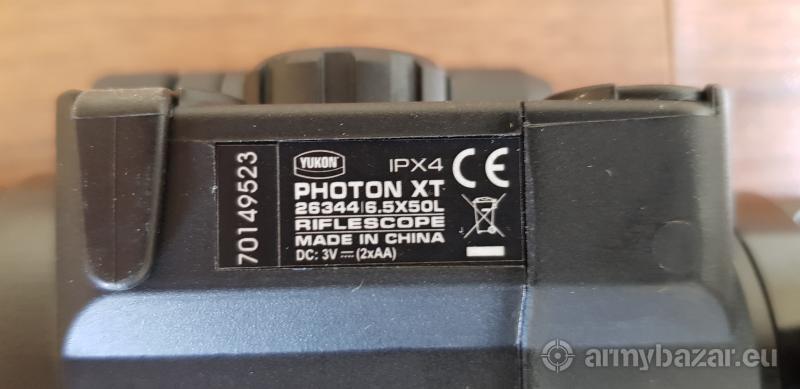 70149523
YUKON IPX4 CE
PHOTON XT
26344|6.5X50L
RIFLESCOPE
MADE IN CHINA
DC: 3V ⎓ (2xAA)
armybazar.eu